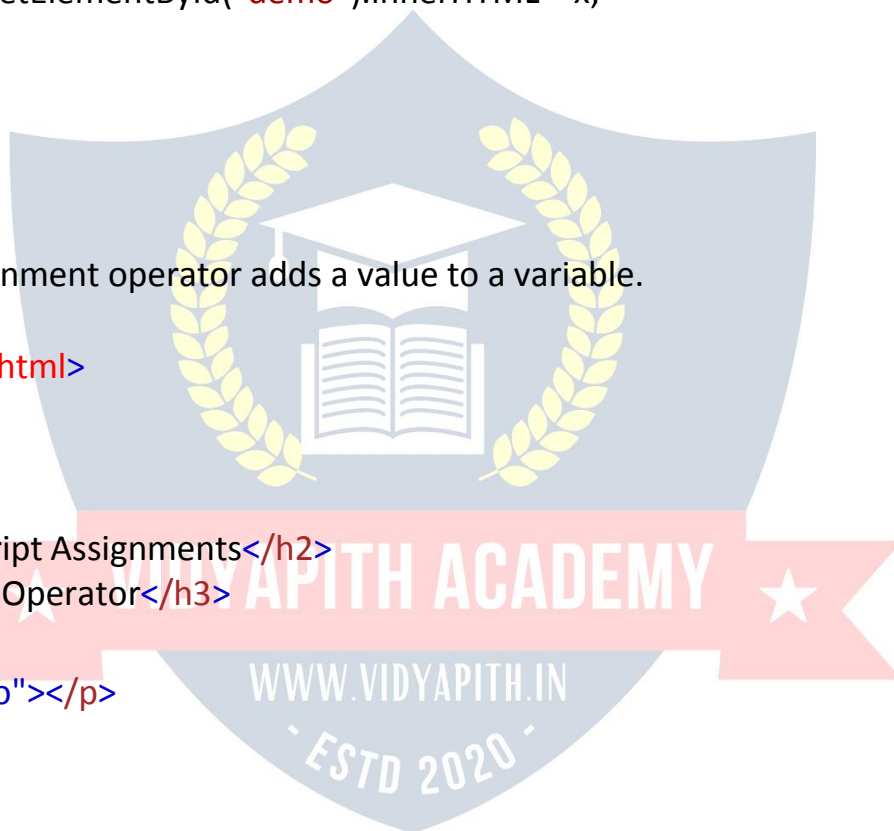 "demo").innerHTML = x;
nment operator adds a value to a variable.
html>
ript Assignments</h2>
Operator</h3>
VIDYAPITH ACADEMY
o"></p>
WWW.VIDYAPITH.IN
- ESTD 2020 -